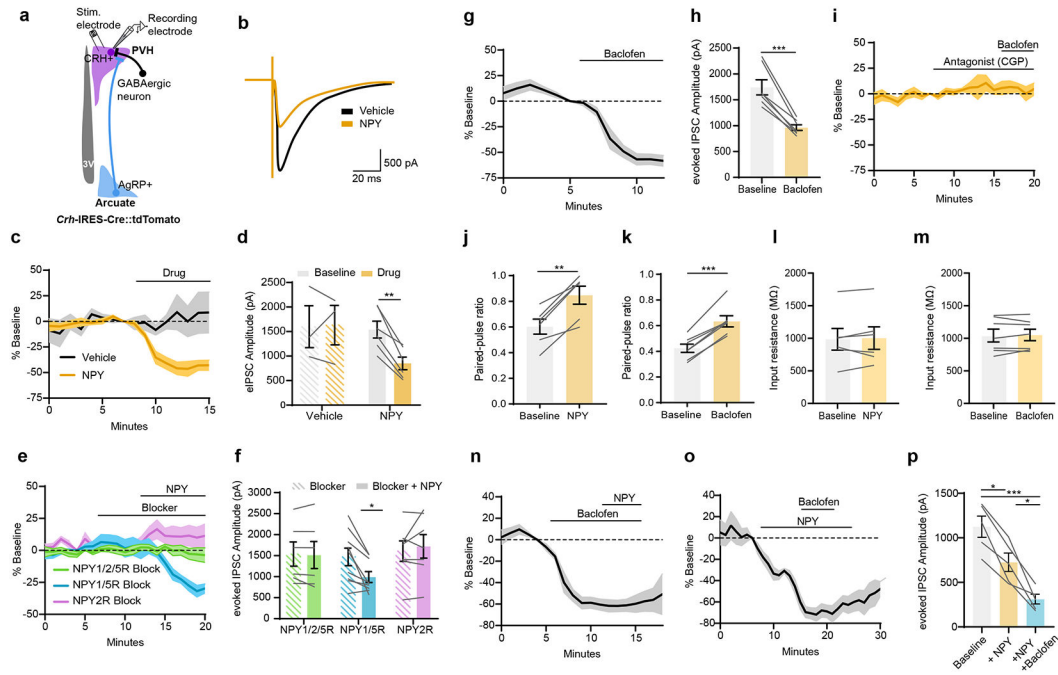 a
Stim.
electrode
Recording
electrode
PVH
CRH+
GABAergic
neuron
3V
AgRP+
Arcuate
Crh-IRES-Cre::tdTomato
b
Vehicle
NPY
500 pA
20 ms
g
Baclofen
% Baseline
50
25
0
-25
-50
-75
0
5
10
Minutes
h
evoked IPSC Amplitude (pA)
2500
2000
1500
1000
500
0
***
Baseline
Baclofen
i
Baclofen
Antagonist (CGP)
% Baseline
50
25
0
-25
-50
-75
0
5
10
15
20
Minutes
c
Drug
% Baseline
50
25
0
-25
-50
-75
Vehicle
NPY
0
5
10
15
Minutes
d
Baseline
Drug
eIPSC Amplitude (pA)
3000
2500
2000
1500
1000
500
0
**
Vehicle
NPY
j
Paired-pulse ratio
1.0
0.8
0.6
0.4
0.2
0.0
**
Baseline
NPY
k
Paired-pulse ratio
1.0
0.8
0.6
0.4
0.2
0.0
***
Baseline
Baclofen
l
Input resistance (MΩ)
2000
1500
1000
500
0
Baseline
NPY
m
Input resistance (MΩ)
2000
1500
1000
500
0
Baseline
Baclofen
e
NPY
Blocker
% Baseline
50
25
0
-25
-50
NPY1/2/5R Block
NPY1/5R Block
NPY2R Block
0
5
10
15
20
Minutes
f
Blocker
Blocker + NPY
evoked IPSC Amplitude (pA)
3000
2500
2000
1500
1000
500
0
*
NPY1/2/5R
NPY1/5R
NPY2R
n
NPY
Baclofen
% Baseline
40
20
0
-20
-40
-60
-80
0
5
10
15
Minutes
o
Baclofen
NPY
% Baseline
40
20
0
-20
-40
-60
-80
0
10
20
30
Minutes
p
evoked IPSC Amplitude (pA)
1500
1000
500
0
*
***
*
Baseline
+ NPY
+NPY
+Baclofen